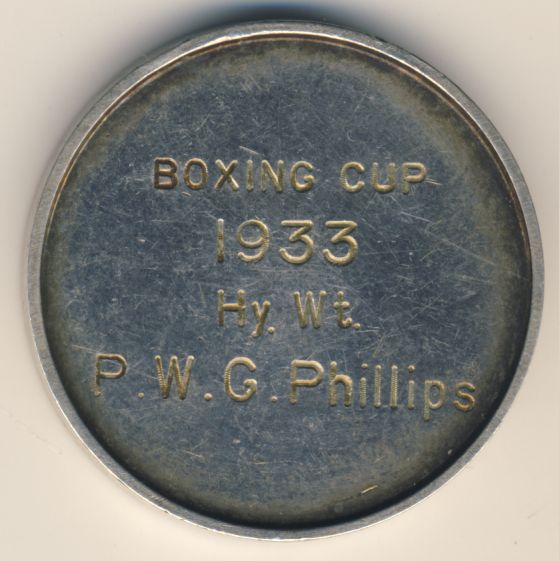 BOXING CUP
1933
Hy. Wt.
P.W.G.Phillips